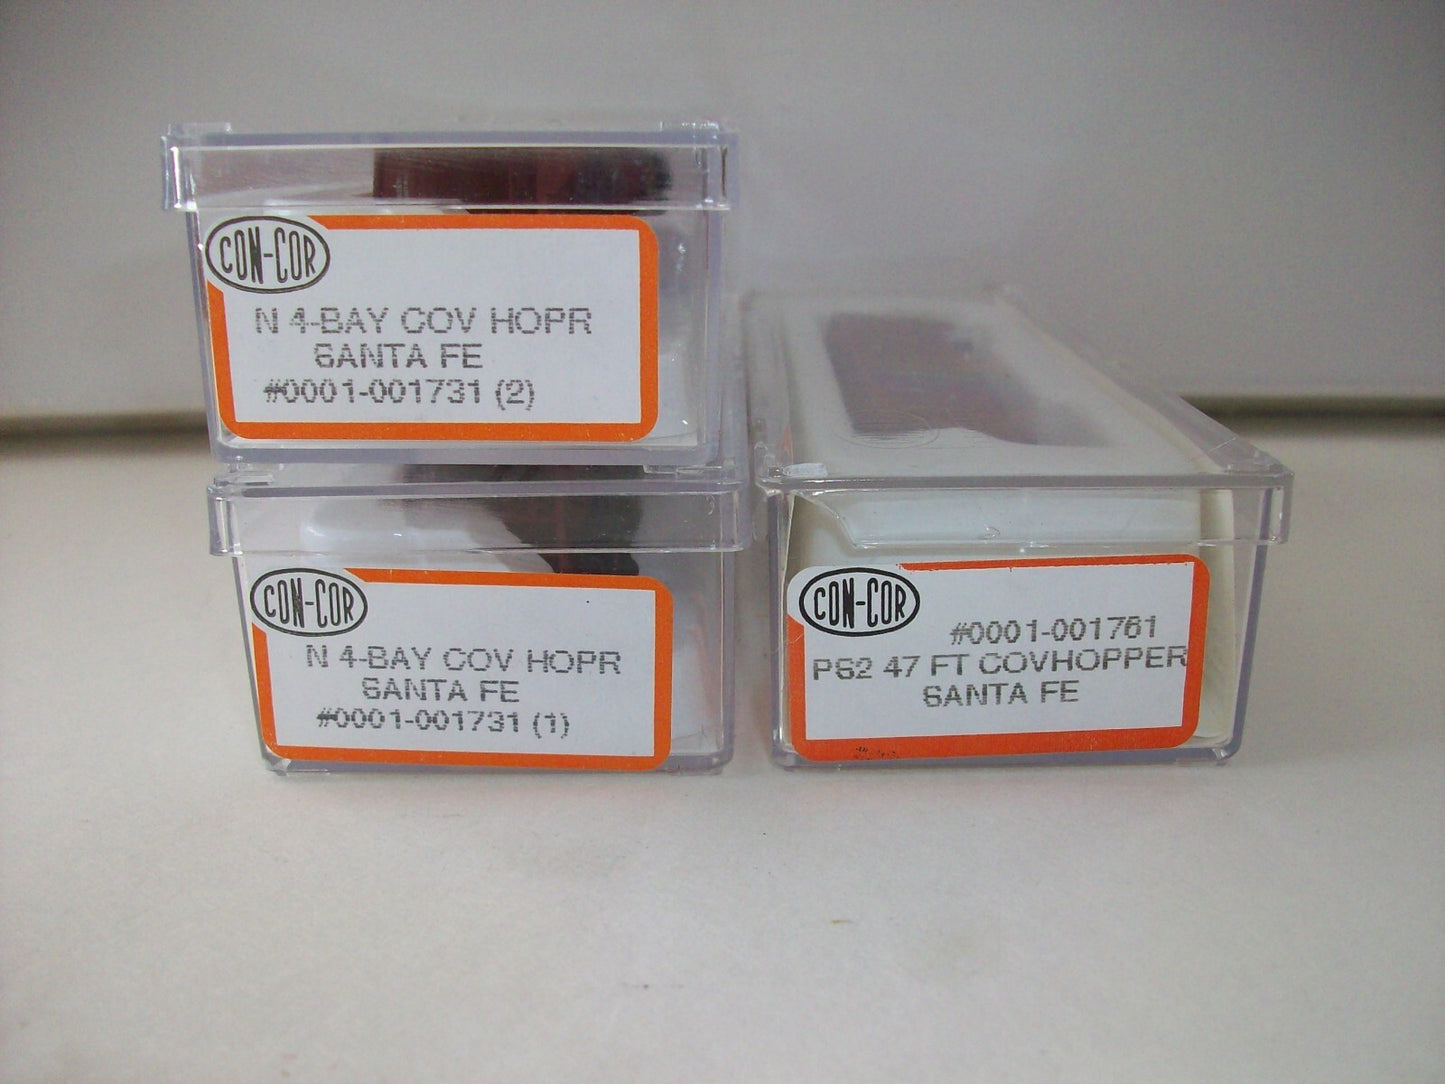 CON-COR
N 4-BAY COV HOPR
SANTA FE
#0001-001731 (2)
CON-COR
N 4-BAY COV HOPR
SANTA FE
#0001-001731 (1)
CON-COR
#0001-001761
PS2 47 FT COVHOPPER
SANTA FE